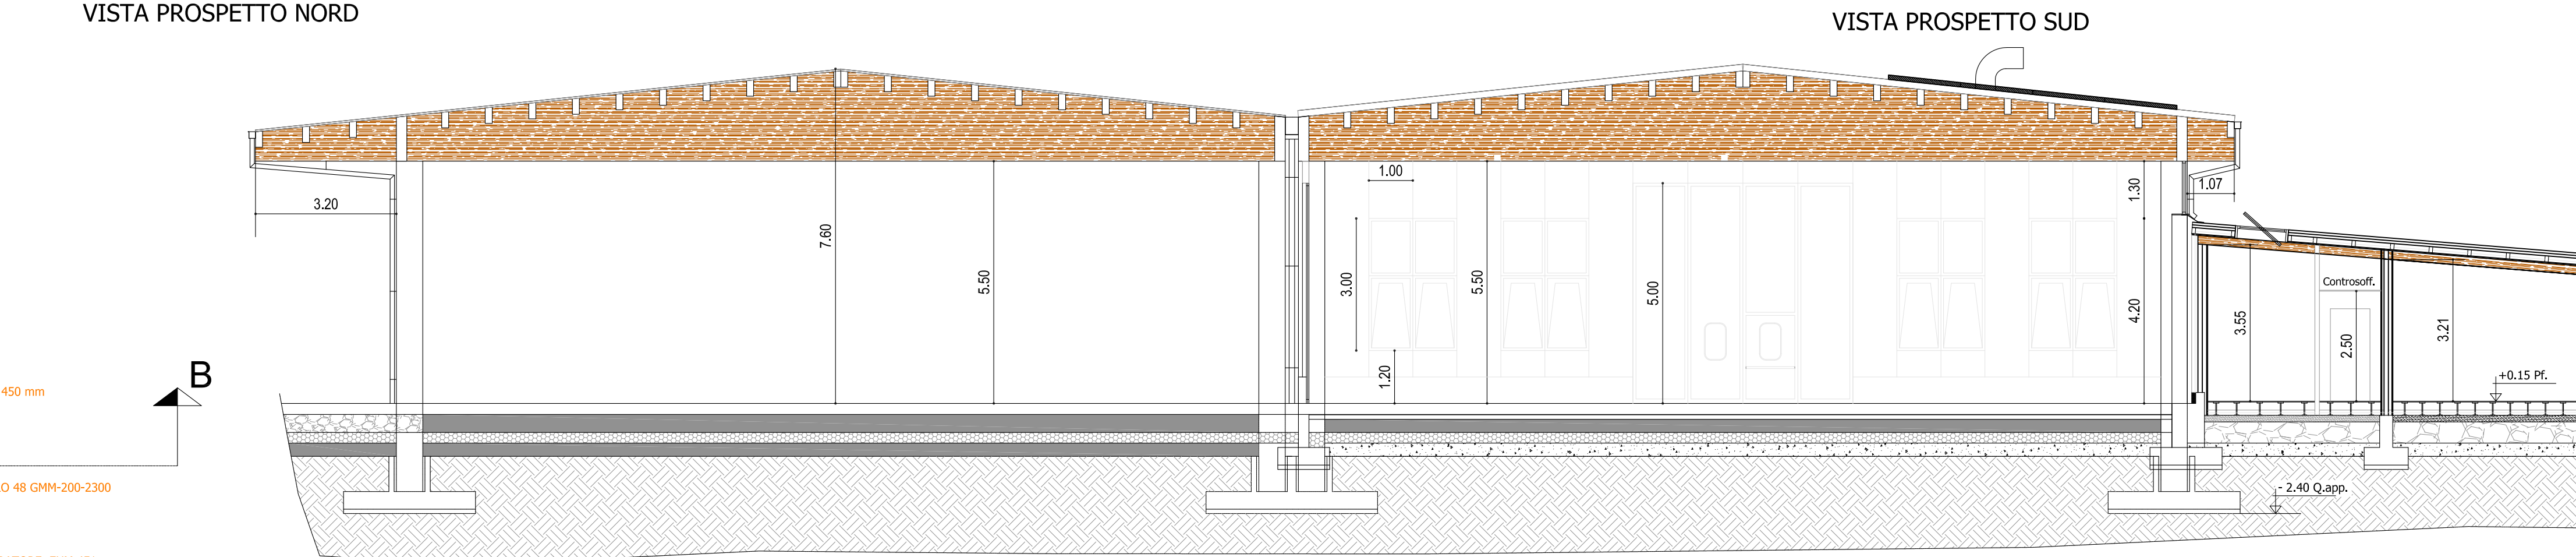 VISTA PROSPETTO NORD
VISTA PROSPETTO SUD
3.20
7.60
5.50
1.00
3.00
1.20
5.50
5.00
1.30
4.20
1.07
3.55
Controsoff.
2.50
3.21
+0.15 Pf.
B
450 mm
O 48 GMM-200-2300
- 2.40 Q.app.